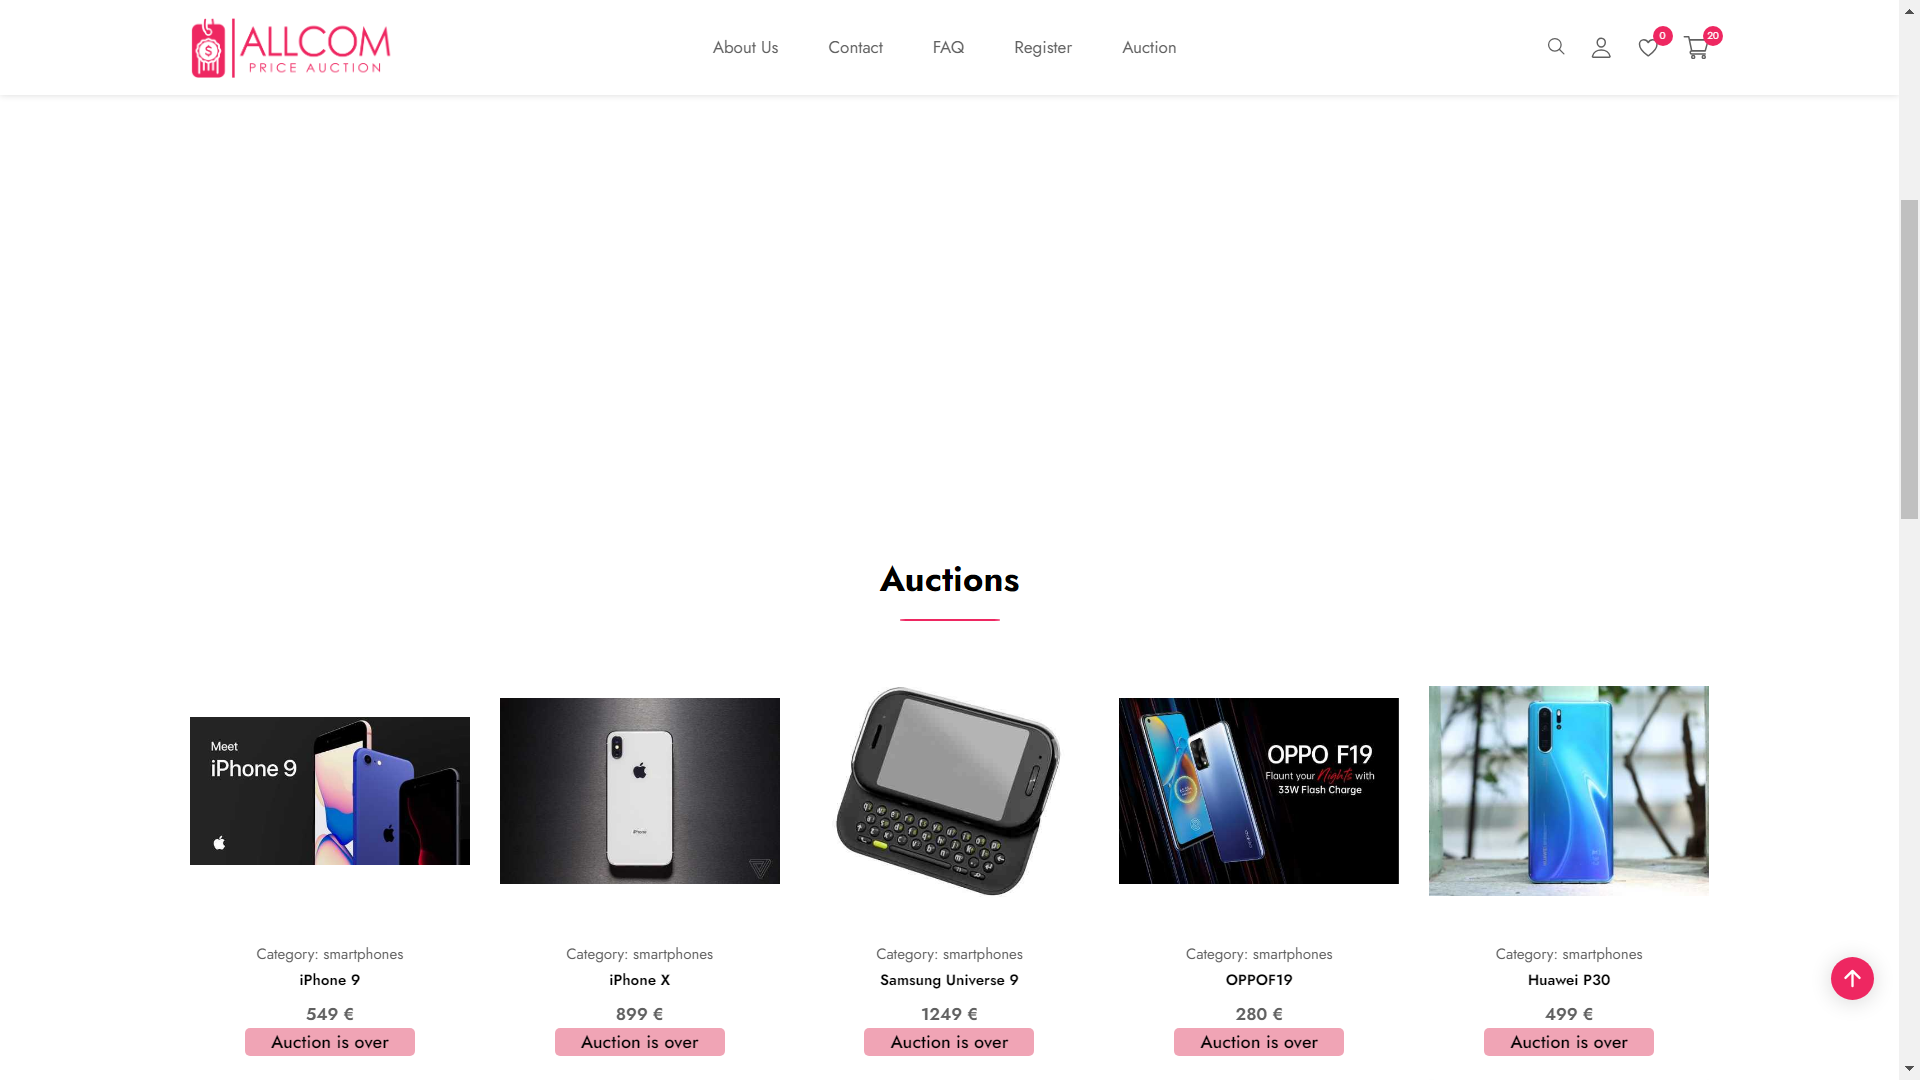 ALLCOM
PRICE AUCTION
About Us
Contact
FAQ
Register
Auction
0
20
Auctions
Meet
iPhone 9
OPPO F19
Flaunt your Nights with
33W Flash Charge
Category: smartphones
iPhone 9
549 €
Auction is over
Category: smartphones
iPhone X
899 €
Auction is over
Category: smartphones
Samsung Universe 9
1249 €
Auction is over
Category: smartphones
OPPOF19
280 €
Auction is over
Category: smartphones
Huawei P30
499 €
Auction is over